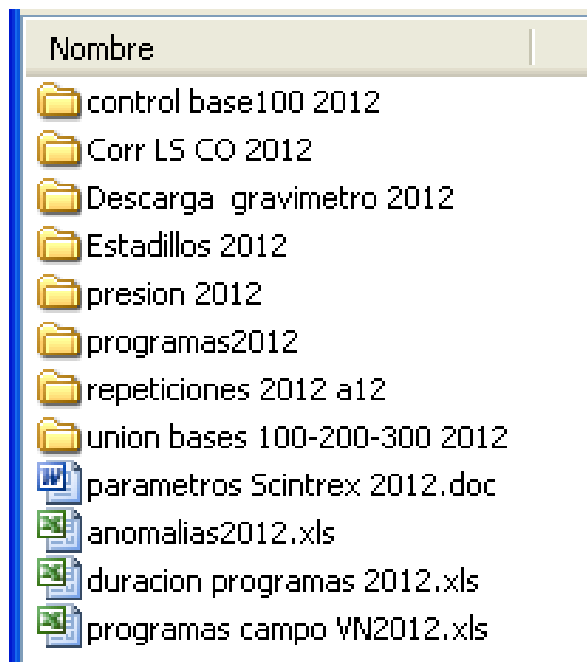 Nombre
control base100 2012
Corr LS CO 2012
Descarga  gravimetro 2012
Estadillos 2012
presion 2012
programas2012
repeticiones 2012 a12
union bases 100-200-300 2012
parametros Scintrex 2012.doc
anomalias2012.xls
duracion programas 2012.xls
programas campo VN2012.xls